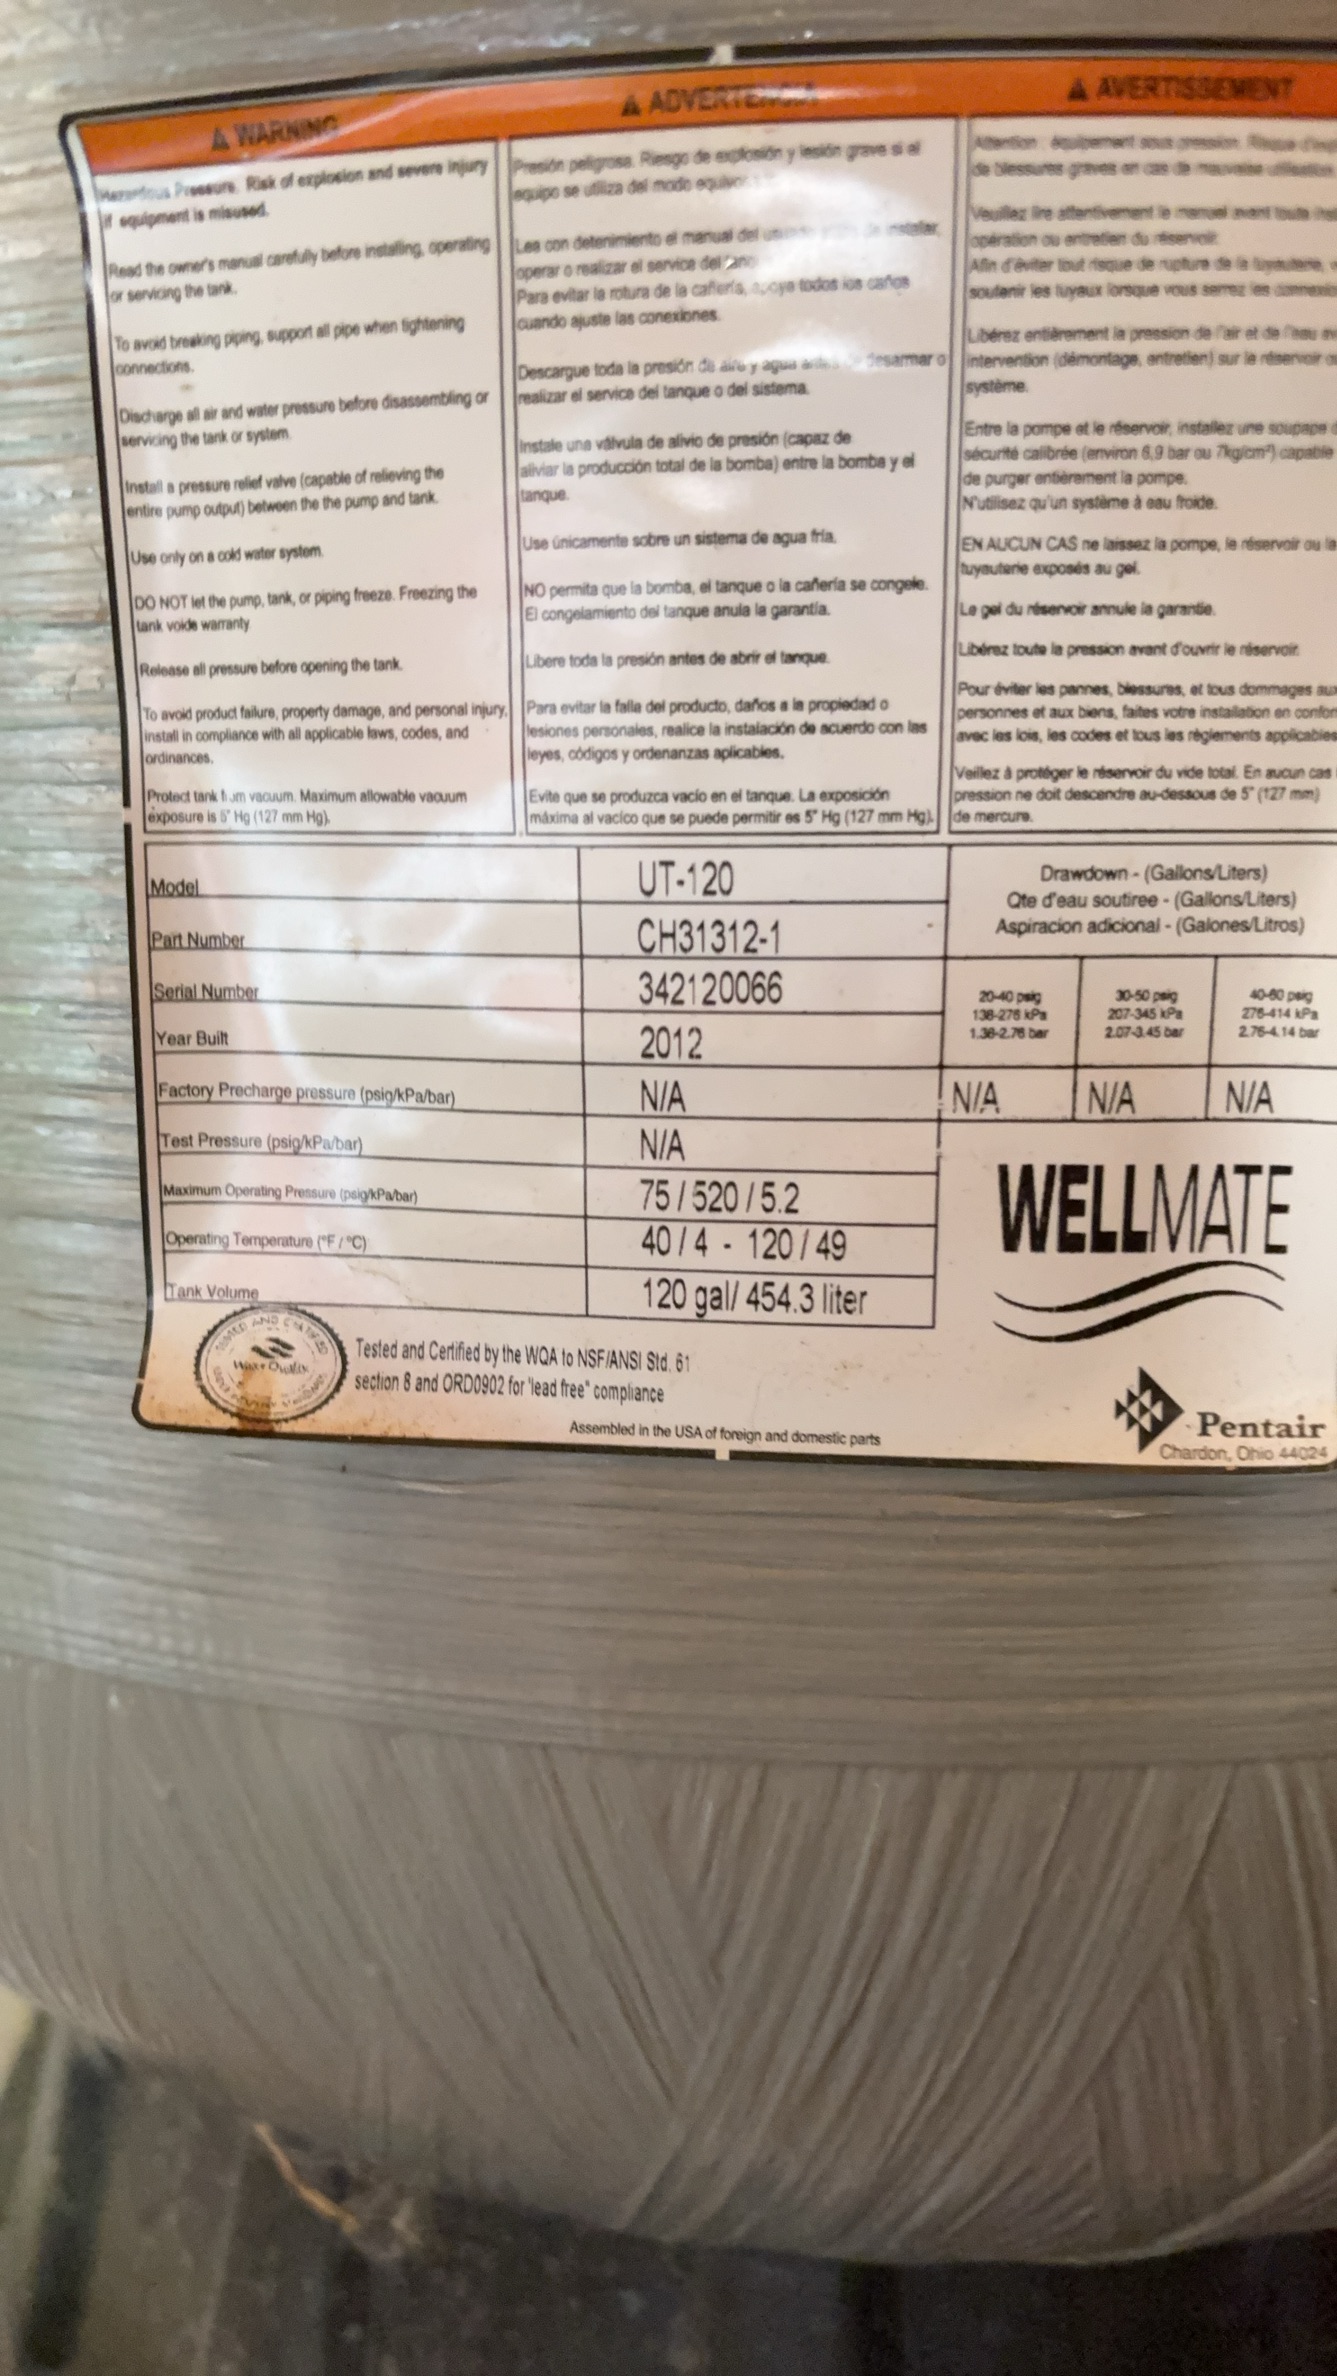 WARNING
Hazardous Pressure. Risk of explosion and severe injury
if equipment is misused.
Read the owner's manual carefully before installing, operating
or servicing the tank.
To avoid breaking piping, support all pipe when tightening
connections.
Discharge all air and water pressure before disassembling or
servicing the tank or system.
Install a pressure relief valve (capable of relieving the
entire pump output) between the the pump and tank.
Use only on a cold water system.
DO NOT let the pump, tank, or piping freeze. Freezing the
tank voids warranty
Release all pressure before opening the tank.
To avoid product failure, property damage, and personal injury,
install in compliance with all applicable laws, codes, and
ordinances.
Protect tank from vacuum. Maximum allowable vacuum
exposure is 5" Hg (127 mm Hg).
ADVERTENCIA
Presión peligrosa. Riesgo de explosión y lesión grave si el
equipo se utiliza del modo
Lea con detenimiento el manual del instalar,
operar o realizar el service del
Para evitar la rotura de la cañería, apoye todos los caños
cuando ajuste las conexiones.
Descargue toda la presión de aire y agua antes de desarmar o
realizar el service del tanque o del sistema.
Instale una válvula de alivio de presión (capaz de
aliviar la producción total de la bomba) entre la bomba y el
tanque.
Use únicamente sobre un sistema de agua fría.
NO permita que la bomba, el tanque o la cañería se congele.
El congelamiento del tanque anula la garantía.
Libere toda la presión antes de abrir el tanque.
Para evitar la falla del producto, daños a la propiedad o
lesiones personales, realice la instalación de acuerdo con las
leyes, códigos y ordenanzas aplicables.
Evite que se produzca vacío en el tanque. La exposición
máxima al vacíco que se puede permitir es 5" Hg (127 mm Hg).
AVERTISSEMENT
Attention : équipement sous pression. Risque
de blessures graves en cas de mauvaise utilisation
Veuillez lire attentivement le manuel avant toute
opération ou entretien du réservoir.
Afin d'éviter tout risque de rupture de la tuyauterie,
soutenir les tuyaux lorsque vous serrez les
Libérez entièrement la pression de l'air et de l'eau
intervention (démontage, entretien) sur le réservoir
système.
Entre la pompe et le réservoir, installez une soupape
sécurité calibrée (environ 6,9 bar ou 7kg/cm²) capable
de purger entièrement la pompe.
N'utilisez qu'un système à eau froide.
EN AUCUN CAS ne laissez la pompe, le réservoir ou la
tuyauterie exposés au gel.
Le gel du réservoir annule la garantie.
Libérez toute la pression avant d'ouvrir le réservoir.
Pour éviter les pannes, blessures, et tous dommages aux
personnes et aux biens, faites votre installation en
avec les lois, les codes et tous les règlements applicables
Veillez à protéger le réservoir du vide total. En aucun cas
pression ne doit descendre au-dessous de 5" (127 mm)
de mercure.
Model UT-120
Part Number CH31312-1
Serial Number 342120066
Year Built 2012
Factory Precharge pressure (psig/kPa/bar) N/A
Test Pressure (psig/kPa/bar) N/A
Maximum Operating Pressure (psig/kPa/bar) 75 / 520 / 5.2
Operating Temperature (°F / °C) 40 / 4 - 120 / 49
Tank Volume 120 gal/ 454.3 liter
Drawdown - (Gallons/Liters)
Qte d'eau soutiree - (Gallons/Liters)
Aspiracion adicional - (Galones/Litros)
20-40 psig 30-50 psig 40-60 psig
138-276 kPa 207-345 kPa 276-414 kPa
1.38-2.76 bar 2.07-3.45 bar 2.76-4.14 bar
N/A N/A N/A
WELLMATE
Water Quality
Tested and Certified by the WQA to NSF/ANSI Std. 61
section 8 and ORD0902 for 'lead free" compliance
Assembled in the USA of foreign and domestic parts
Pentair
Chardon, Ohio 44024